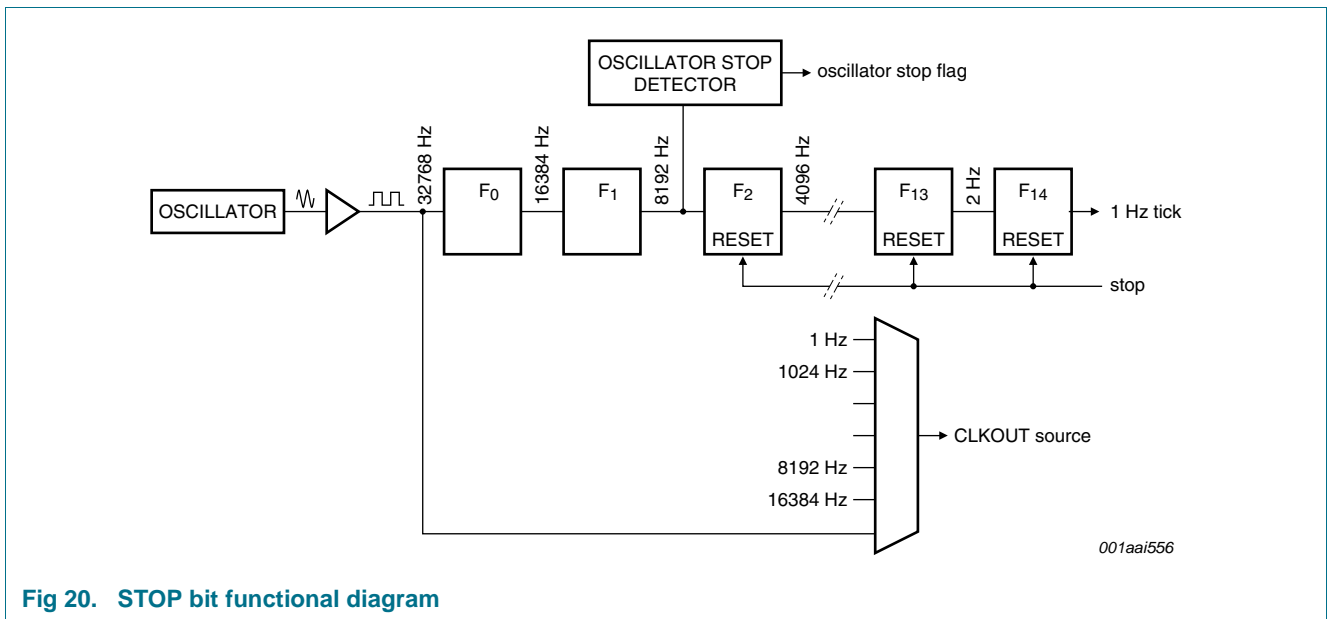 OSCILLATOR STOP
DETECTOR
oscillator stop flag
32768 Hz
16384 Hz
8192 Hz
4096 Hz
2 Hz
OSCILLATOR
F0
F1
F2
RESET
F13
RESET
F14
RESET
1 Hz tick
stop
1 Hz
1024 Hz
CLKOUT source
8192 Hz
16384 Hz
001aai556
Fig 20. STOP bit functional diagram